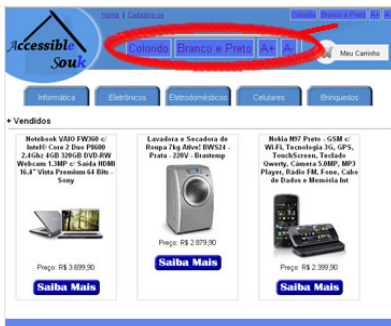 Home | Cadastre-se
Colorido Branco e Preto A+ A-
Accessible
Souk
Colorido Branco e Preto A+ A-
Meu Carrinho
Informática Eletrônicos Eletrodomésticos Celulares Brinquedos
+ Vendidos
Notebook VAIO FW360 c/
Intel® Core 2 Duo P8600
2.4Ghz 4GB 320GB DVD-RW
Webcam 1.3MP c/ Saída HDMI
16.4" Vista Premium 64 Bits -
Sony
Preço: R$ 3.699,90
Saiba Mais
Lavadora e Secadora de
Roupa 7kg Ative! BWS24 -
Prata - 220V - Brastemp
Preço: R$ 2.879,90
Saiba Mais
Nokia N97 Preto - GSM c/
Wi-Fi, Tecnologia 3G, GPS,
TouchScreen, Teclado
Qwerty, Câmera 5.0MP, MP3
Player, Rádio FM, Fone, Cabo
de Dados e Memória Int
Preço: R$ 2.399,90
Saiba Mais